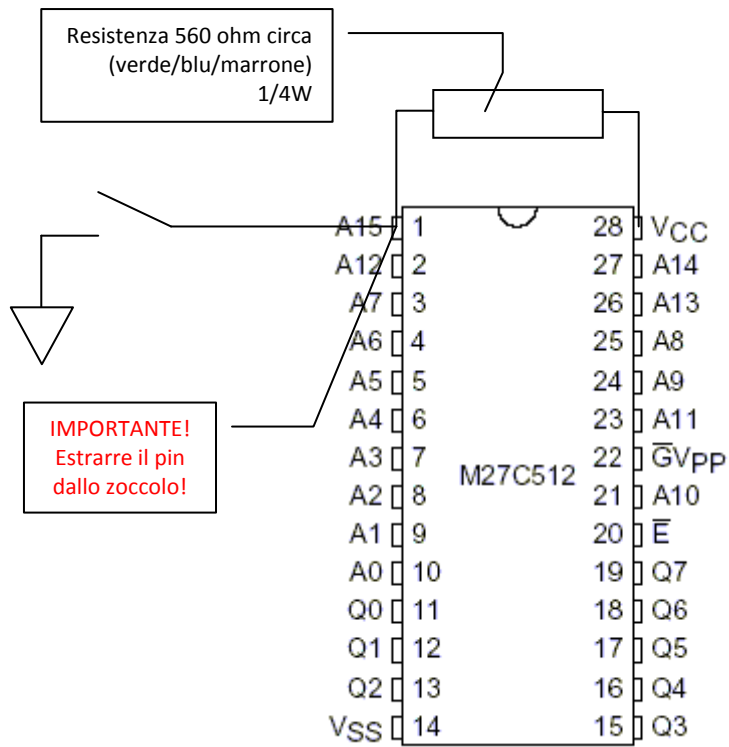 Resistenza 560 ohm circa
(verde/blu/marrone)
1/4W
A15 1 28 VCC
A12 2 27 A14
A7 3 26 A13
A6 4 25 A8
A5 5 24 A9
A4 6 23 A11
A3 7 22 G̅VPP
A2 8 21 A10
A1 9 20 E̅
A0 10 19 Q7
Q0 11 18 Q6
Q1 12 17 Q5
Q2 13 16 Q4
VSS 14 15 Q3
M27C512
IMPORTANTE!
Estrarre il pin
dallo zoccolo!